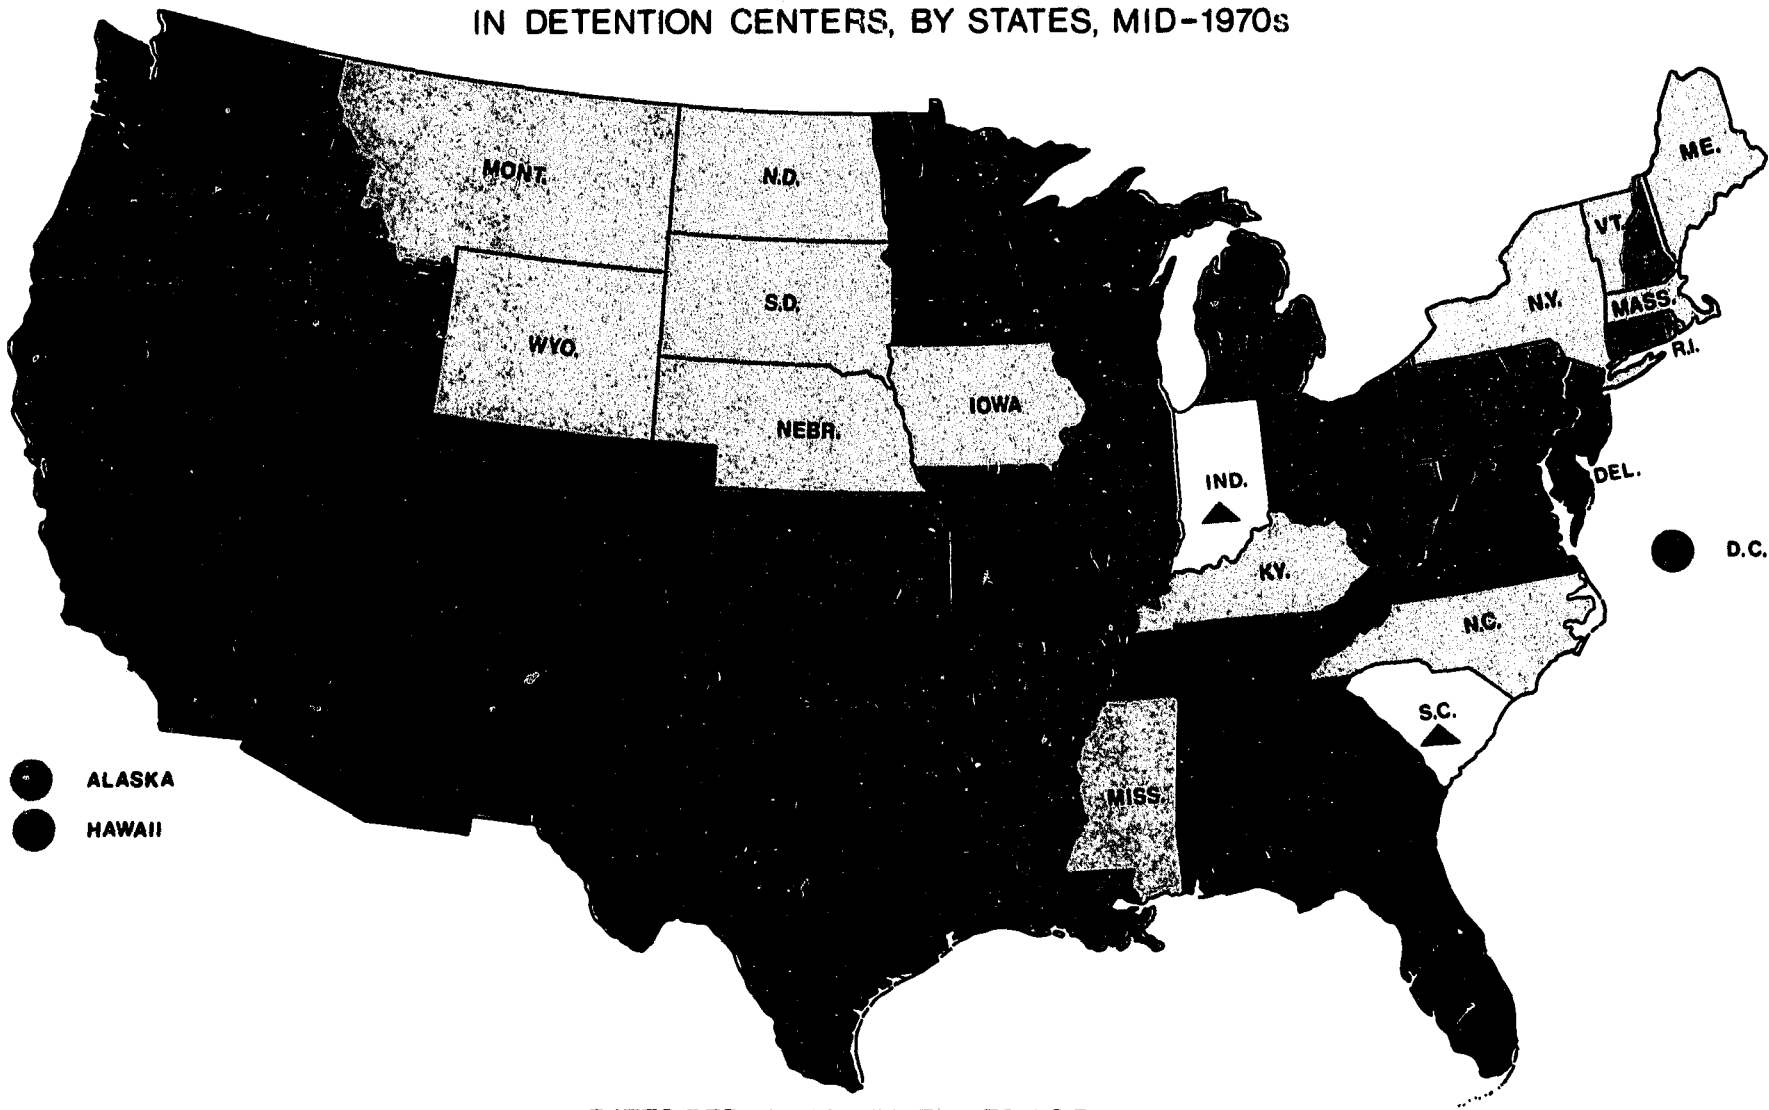 IN DETENTION CENTERS, BY STATES, MID-1970s
ME.
MONT.
N.D.
VT.
S.D.
N.Y.
MASS.
WYO.
R.I.
IOWA
NEBR.
IND.
DEL.
D.C.
KY.
N.C.
S.C.
ALASKA
MISS.
HAWAII